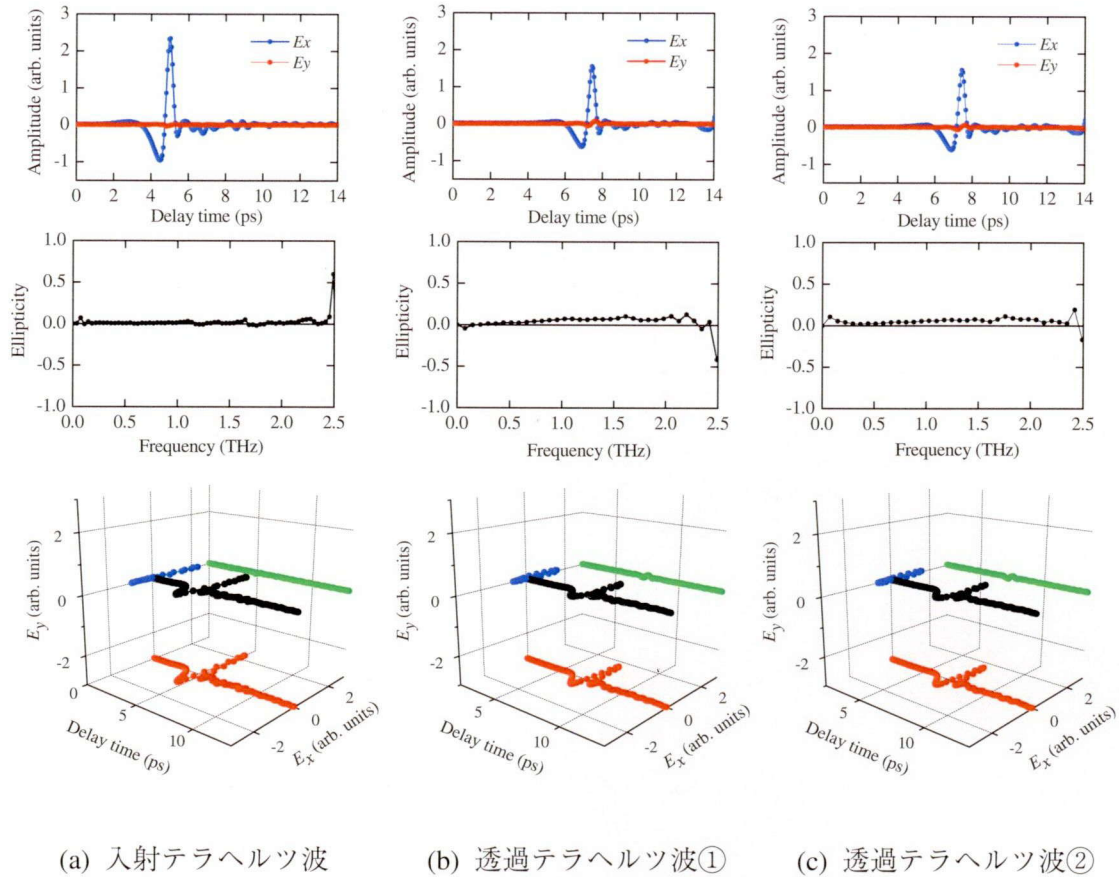 3
2
1
0
-1
Amplitude (arb. units)
Ex
Ey
0 2 4 6 8 10 12 14
Delay time (ps)
3
2
1
0
-1
Amplitude (arb. units)
Ex
Ey
0 2 4 6 8 10 12 14
Delay time (ps)
3
2
1
0
-1
Amplitude (arb. units)
Ex
Ey
0 2 4 6 8 10 12 14
Delay time (ps)
1.0
0.5
0.0
-0.5
-1.0
Ellipticity
0.0 0.5 1.0 1.5 2.0 2.5
Frequency (THz)
1.0
0.5
0.0
-0.5
-1.0
Ellipticity
0.0 0.5 1.0 1.5 2.0 2.5
Frequency (THz)
1.0
0.5
0.0
-0.5
-1.0
Ellipticity
0.0 0.5 1.0 1.5 2.0 2.5
Frequency (THz)
2
0
-2
Ey (arb. units)
0
5
10
Delay time (ps)
2
0
-2
Ex (arb. units)
2
0
-2
Ey (arb. units)
5
10
Delay time (ps)
2
0
-2
Ex (arb. units)
2
0
-2
Ey (arb. units)
5
10
Delay time (ps)
2
0
-2
Ex (arb. units)
(a) 入射テラヘルツ波
(b) 透過テラヘルツ波①
(c) 透過テラヘルツ波②